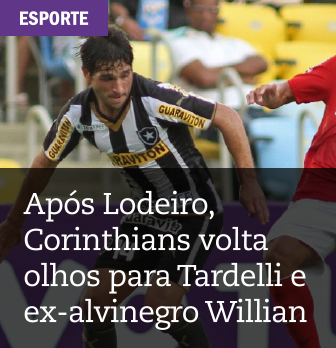 ESPORTE
GUARAVITON
GUARAVITON
GUARAVITON
Após Lodeiro,
Corinthians volta
olhos para Tardelli e
ex-alvinegro Willian